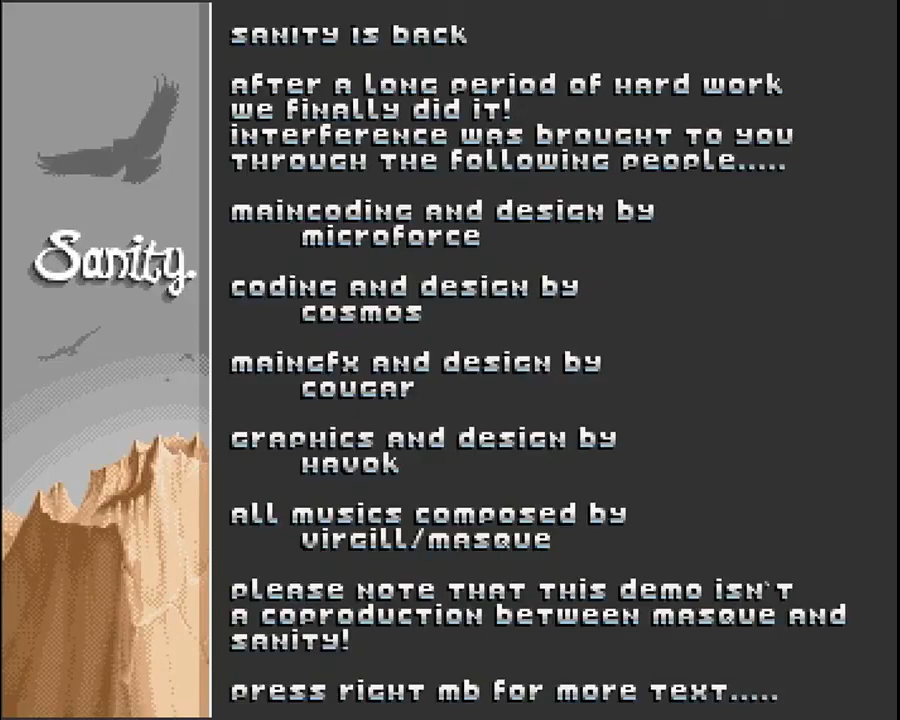 Sanity.
SANITY IS BACK
AFTER A LONG PERIOD OF HARD WORK
WE FINALLY DID IT!
INTERFERENCE WAS BROUGHT TO YOU
THROUGH THE FOLLOWING PEOPLE.....
MAINCODING AND DESIGN BY
MICROFORCE
CODING AND DESIGN BY
COSMOS
MAINGFX AND DESIGN BY
COUGAR
GRAPHICS AND DESIGN BY
HAVOK
ALL MUSICS COMPOSED BY
VIRGILL/MASQUE
PLEASE NOTE THAT THIS DEMO ISN`T
A COPRODUCTION BETWEEN MASQUE AND
SANITY!
PRESS RIGHT MB FOR MORE TEXT.....